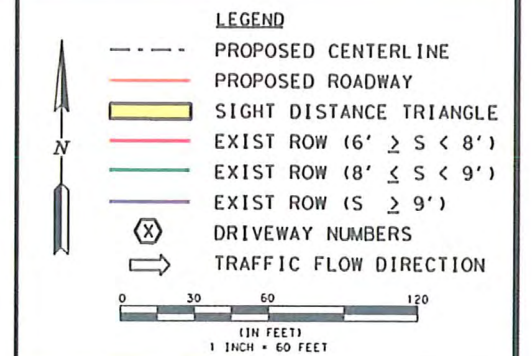 LEGEND
PROPOSED CENTERLINE
PROPOSED ROADWAY
SIGHT DISTANCE TRIANGLE
N
EXIST ROW (6' ≥ S < 8')
EXIST ROW (8' ≤ S < 9')
EXIST ROW (S ≥ 9')
X DRIVEWAY NUMBERS
TRAFFIC FLOW DIRECTION
0 30 60 120
(IN FEET)
1 INCH = 60 FEET